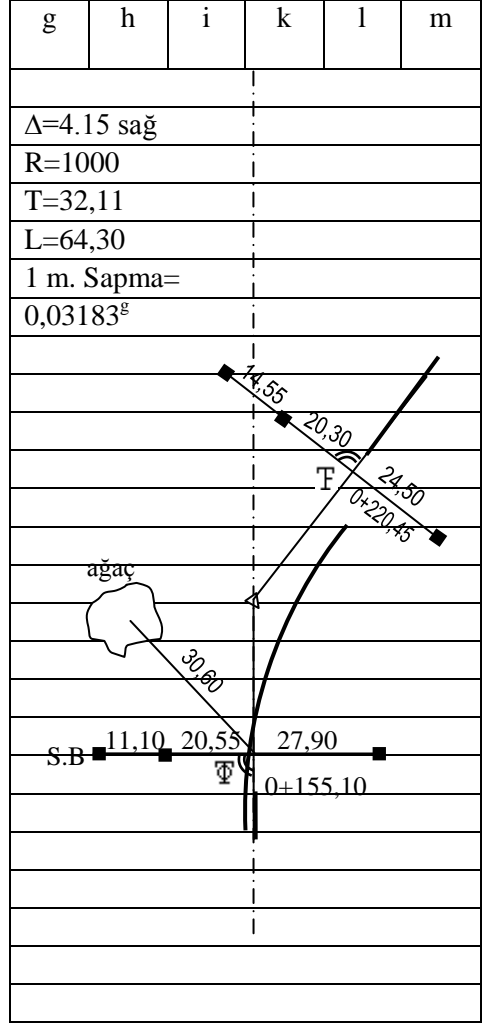 g h i k l m
Δ=4.15 sağ
R=1000
T=32,11
L=64,30
1 m. Sapma=
0,03183ᵍ
14,55
20,30
T
24,50
0+220,45
ağaç
30,60
S.B 11,10 20,55 27,90
0+155,10